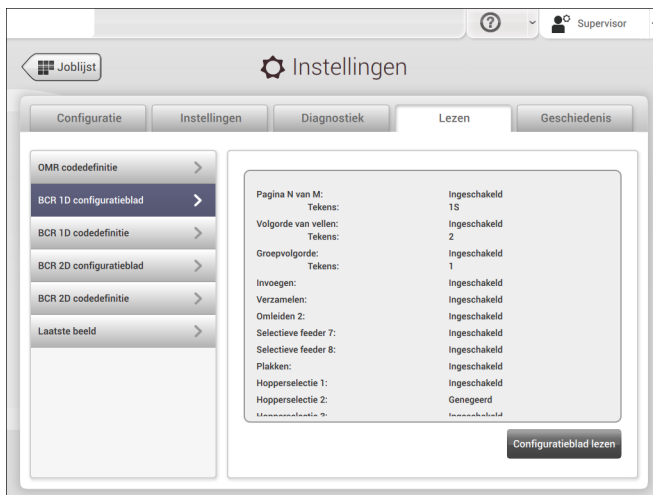 ?
Supervisor
Joblijst
Instellingen
Configuratie
Instellingen
Diagnostiek
Lezen
Geschiedenis
OMR codedefinitie
BCR 1D configuratieblad
BCR 1D codedefinitie
BCR 2D configuratieblad
BCR 2D codedefinitie
Laatste beeld
Pagina N van M: Ingeschakeld
Tekens: 1S
Volgorde van vellen: Ingeschakeld
Tekens: 2
Groepvolgorde: Ingeschakeld
Tekens: 1
Invoegen: Ingeschakeld
Verzamelen: Ingeschakeld
Omleiden 2: Ingeschakeld
Selectieve feeder 7: Ingeschakeld
Selectieve feeder 8: Ingeschakeld
Plakken: Ingeschakeld
Hopperselectie 1: Ingeschakeld
Hopperselectie 2: Genegeerd
Hopperselectie 3: Ingeschakeld
Configuratieblad lezen